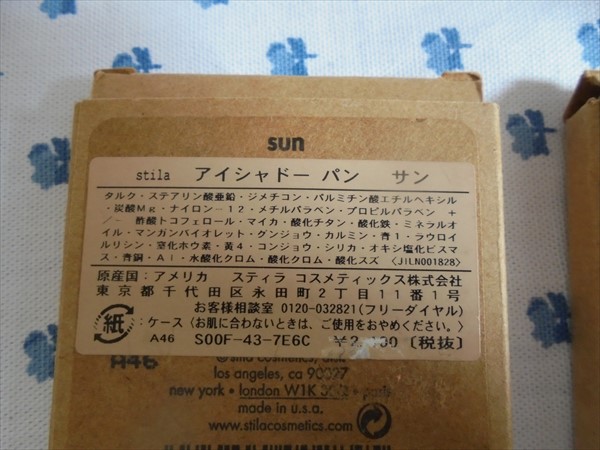 sun
stila アイシャドー パン サン
タルク・ステアリン酸亜鉛・ジメチコン・パルミチン酸エチルヘキシル
・炭酸Mg・ナイロン-12・メチルパラベン・プロピルパラベン +
/- 酢酸トコフェロール・マイカ・酸化チタン・酸化鉄・ミネラルオ
イル・マンガンバイオレット・グンジョウ・カルミン・青1・ラウロイ
ルリシン・窒化ホウ素・黄4・コンジョウ・シリカ・オキシ塩化ビスマ
ス・青銅・Al・水酸化クロム・酸化クロム・酸化スズ 〈JILN001828〉
原産国:アメリカ スティラ コスメティックス株式会社
東京都千代田区永田町2丁目11番1号
お客様相談室 0120-032821(フリーダイヤル)
紙 :ケース〈お肌に合わないときは、ご使用をおやめください。〉
A46 S00F-43-7E6C ¥2, 00 〔税抜〕
A46
stila cosmetics,
los angeles, ca 90027
new york • london W1K • paris
made in u.s.a.
www.stilacosmetics.com